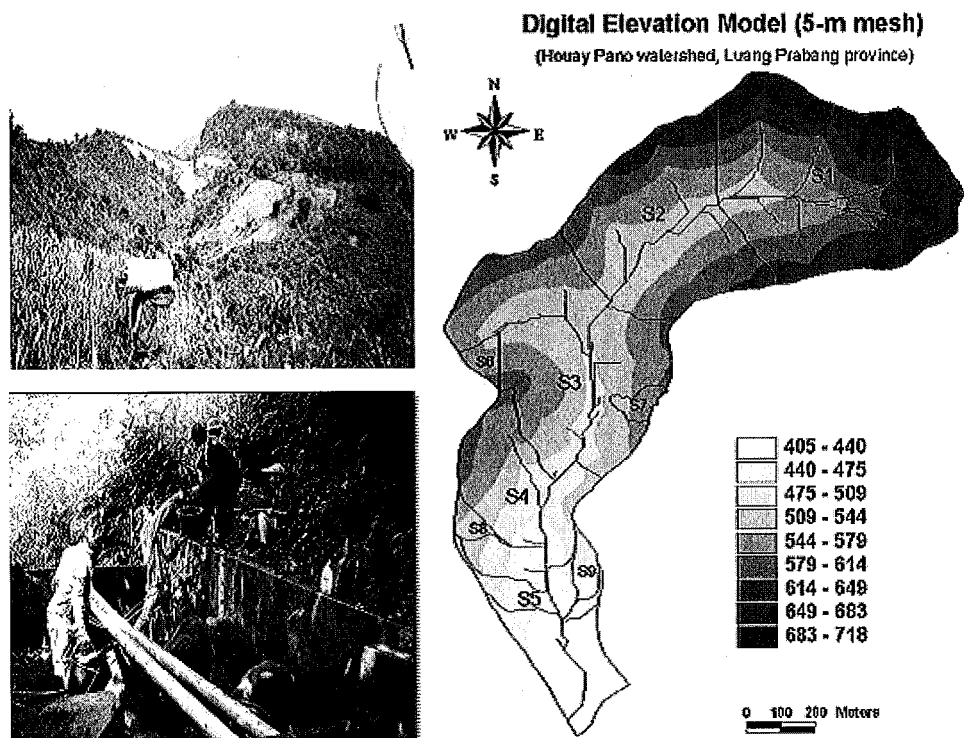 Digital Elevation Model (5-m mesh)
(Houay Pano watershed, Luang Prabang province)
N
W E
S
S1
S2
S3
S6
S7
S4
S8
S9
S5
405 - 440
440 - 475
475 - 509
509 - 544
544 - 579
579 - 614
614 - 649
649 - 683
683 - 718
0 100 200 Meters